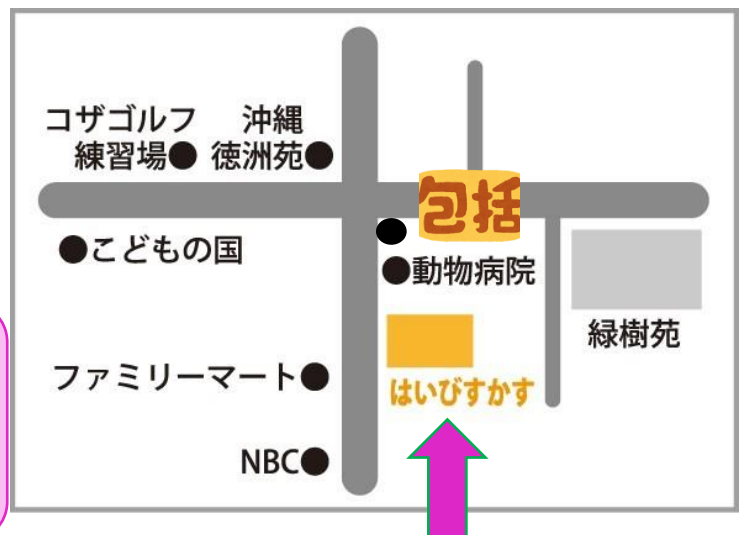 コザゴルフ
練習場
沖縄
徳洲苑
包括
こどもの国
動物病院
緑樹苑
ファミリーマート
はいびすかす
NBC